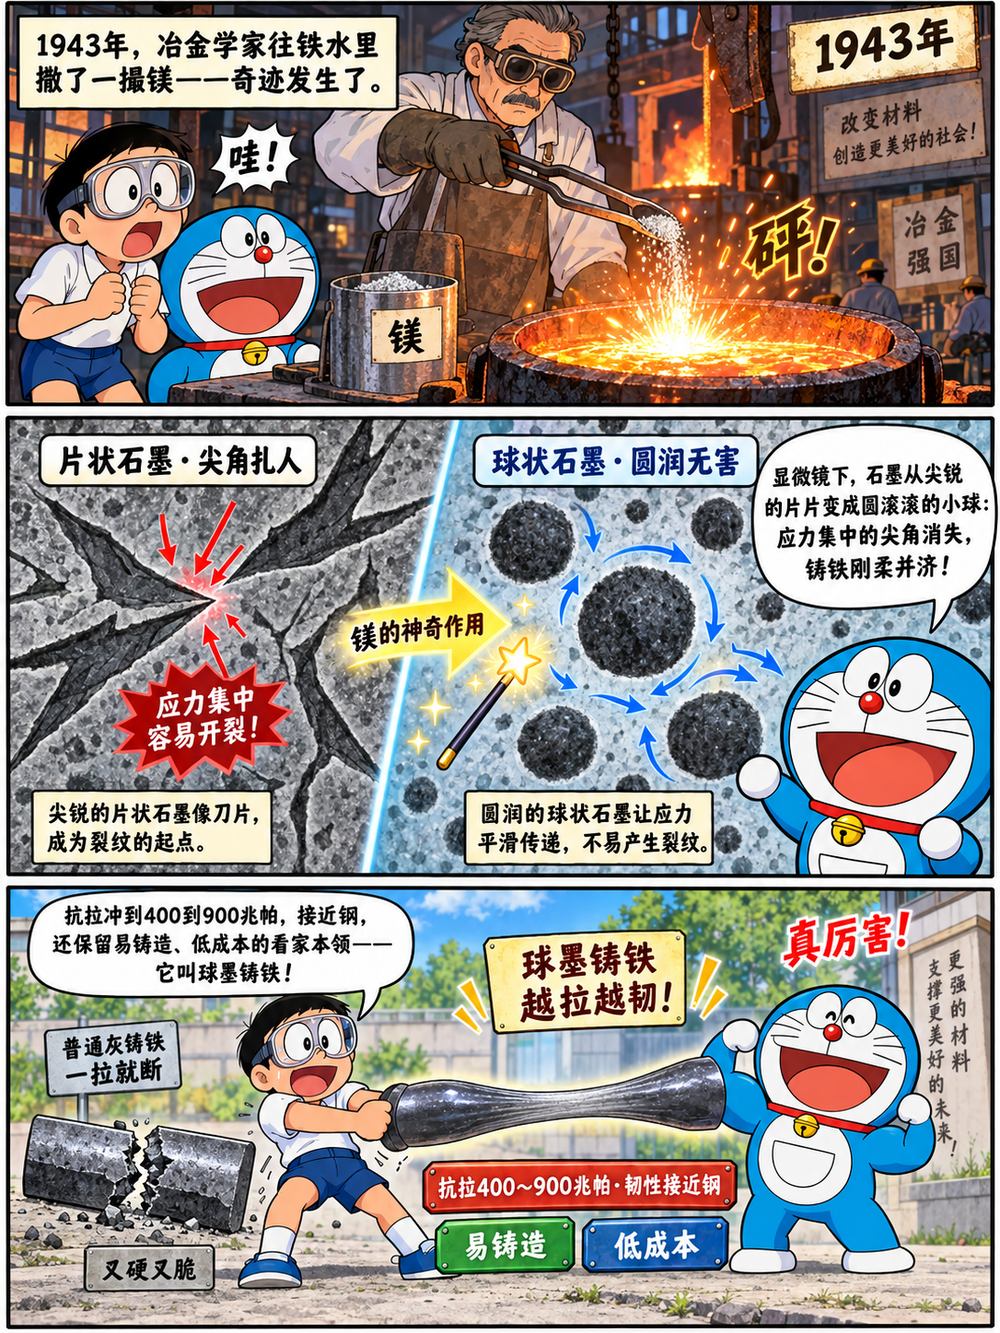 1943年，冶金学家往铁水里
撒了一撮镁——奇迹发生了。
哇！
1943年
改变材料
创造更美好的社会！
冶金
强国
砰！
镁
片状石墨·尖角扎人
球状石墨·圆润无害
显微镜下，石墨从尖锐
的片片变成圆滚滚的小球：
应力集中的尖角消失，
铸铁刚柔并济！
镁的神奇作用
应力集中
容易开裂！
尖锐的片状石墨像刀片，
成为裂纹的起点。
圆润的球状石墨让应力
平滑传递，不易产生裂纹。
抗拉冲到400到900兆帕，接近钢，
还保留易铸造、低成本的看家本领——
它叫球墨铸铁！
球墨铸铁
越拉越韧！
真厉害！
更强的材料
支撑更美好的未来！
普通灰铸铁
一拉就断
抗拉400～900兆帕·韧性接近钢
易铸造
低成本
又硬又脆